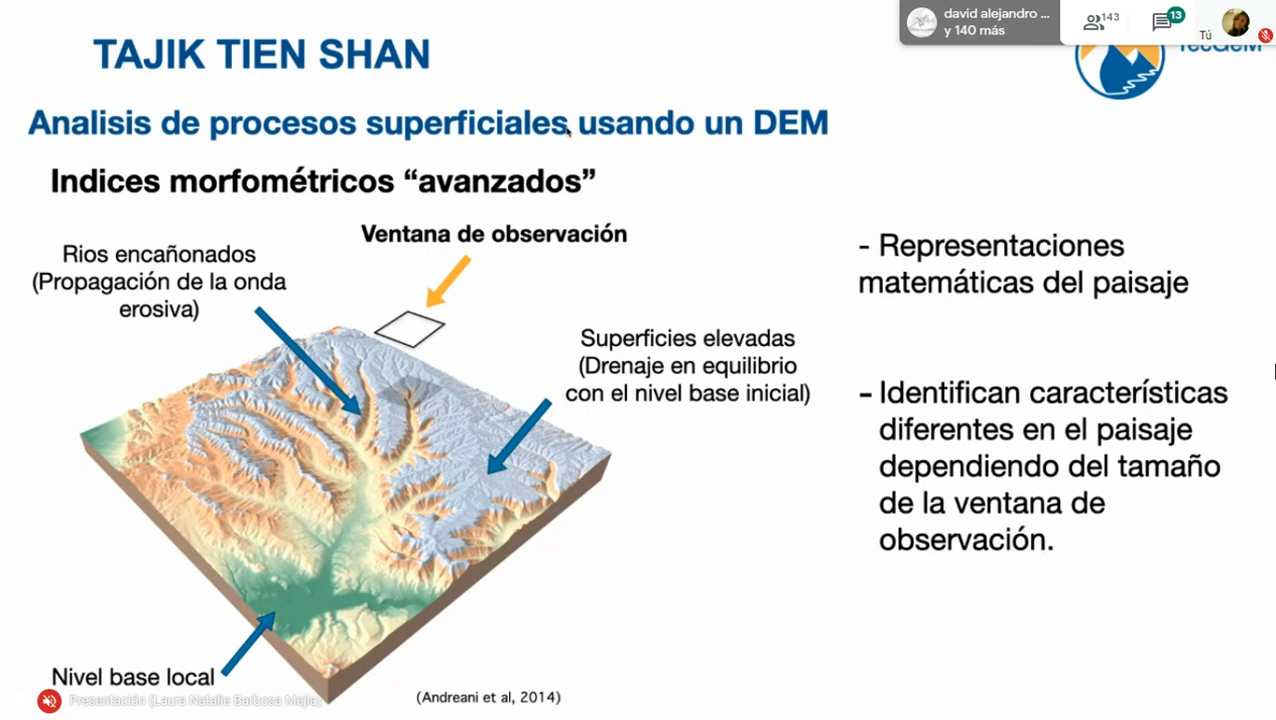 david alejandro ...
y 140 más
143
13
Tú
TAJIK TIEN SHAN
TecDEM
Analisis de procesos superficiales usando un DEM
Indices morfométricos “avanzados”
Ventana de observación
Rios encañonados
(Propagación de la onda
erosiva)
Superficies elevadas
(Drenaje en equilibrio
con el nivel base inicial)
- Representaciones
matemáticas del paisaje
- Identifican características
diferentes en el paisaje
dependiendo del tamaño
de la ventana de
observación.
Nivel base local
Presentación (Laura Natalie Barbosa Mejia)
(Andreani et al, 2014)